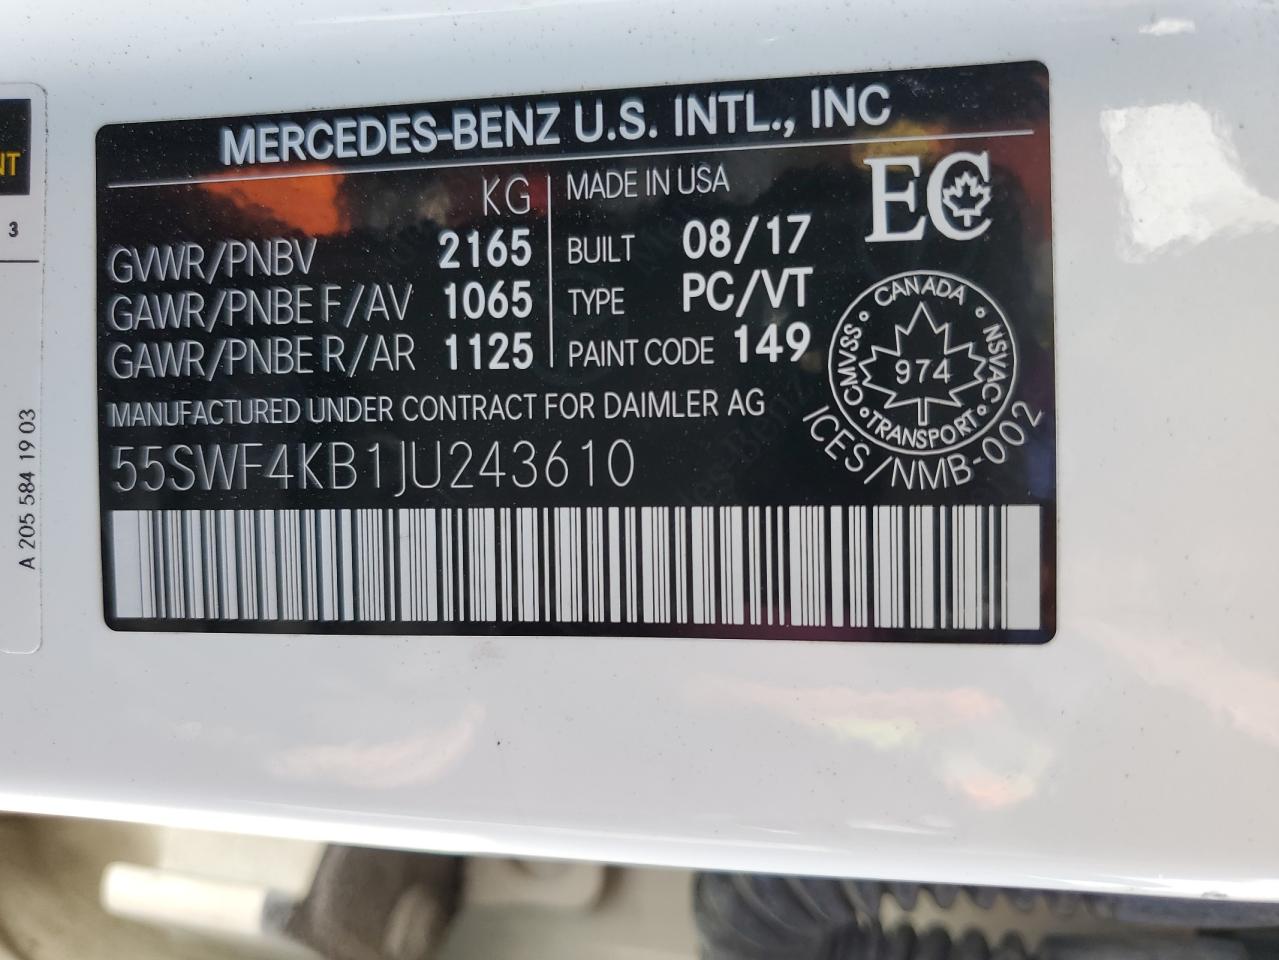 MERCEDES-BENZ U.S. INTL., INC
KG
GVWR/PNBV 2165
GAWR/PNBE F/AV 1065
GAWR/PNBE R/AR 1125
MADE IN USA
BUILT 08/17
TYPE PC/VT
PAINT CODE 149
EC
CANADA
CMVSS
974
NSVAC
TRANSPORT
ICES/NMB-002
MANUFACTURED UNDER CONTRACT FOR DAIMLER AG
55SWF4KB1JU243610
NT
3
A 205 584 19 03